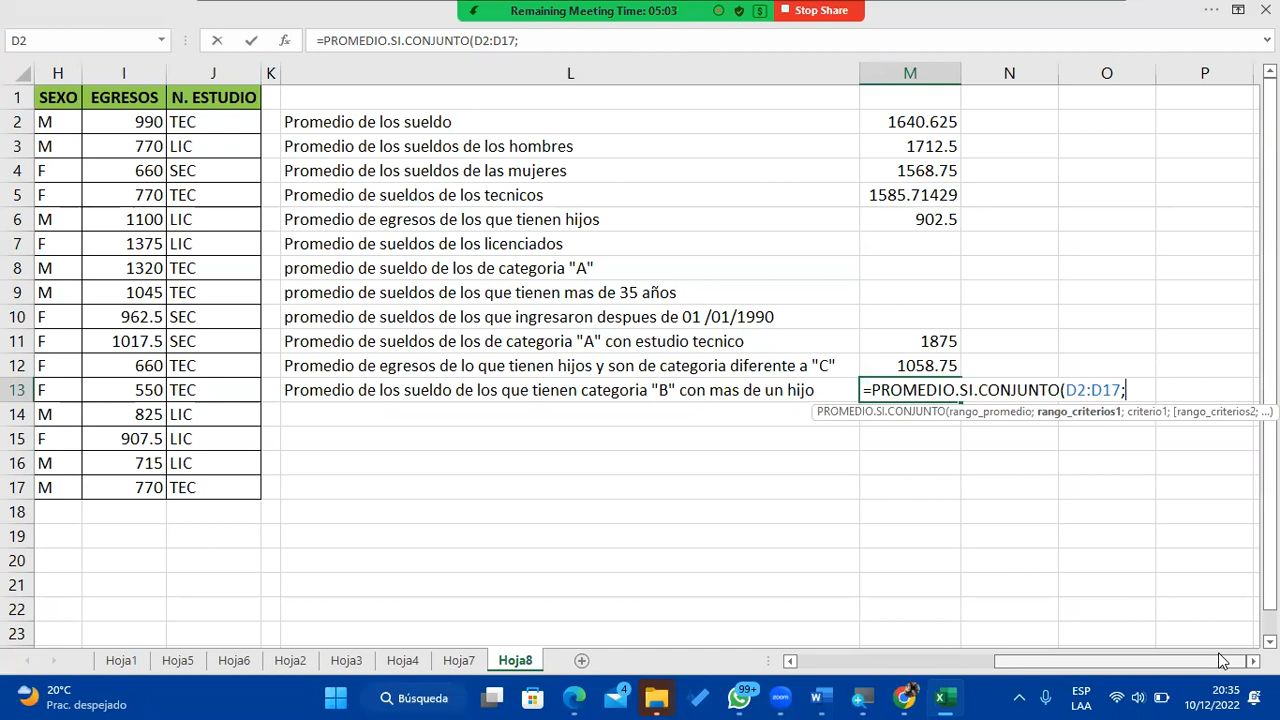 Remaining Meeting Time: 05:03 Stop Share
D2 fx =PROMEDIO.SI.CONJUNTO(D2:D17;
H I J K L M N O P
1 SEXO EGRESOS N. ESTUDIO
2 M 990 TEC Promedio de los sueldo 1640.625
3 M 770 LIC Promedio de los sueldos de los hombres 1712.5
4 F 660 SEC Promedio de los sueldos de las mujeres 1568.75
5 F 770 TEC Promedio de sueldos de los tecnicos 1585.71429
6 M 1100 LIC Promedio de egresos de los que tienen hijos 902.5
7 F 1375 LIC Promedio de sueldos de los licenciados
8 M 1320 TEC promedio de sueldo de los de categoria "A"
9 M 1045 TEC promedio de sueldos de los que tienen mas de 35 años
10 F 962.5 SEC promedio de sueldos de los que ingresaron despues de 01 /01/1990
11 F 1017.5 SEC Promedio de sueldos de los de categoria "A" con estudio tecnico 1875
12 F 660 TEC Promedio de egresos de lo que tienen hijos y son de categoria diferente a "C" 1058.75
13 F 550 TEC Promedio de los sueldo de los que tienen categoria "B" con mas de un hijo =PROMEDIO.SI.CONJUNTO(D2:D17;
PROMEDIO.SI.CONJUNTO(rango_promedio; rango_criterios1; criterio1; [rango_criterios2; ...)
14 M 825 LIC
15 F 907.5 LIC
16 M 715 LIC
17 M 770 TEC
18
19
20
21
22
23
Hoja1 Hoja5 Hoja6 Hoja2 Hoja3 Hoja4 Hoja7 Hoja8
20°C Búsqueda 4 99+ ESP 20:35
Prac. despejado LAA 10/12/2022